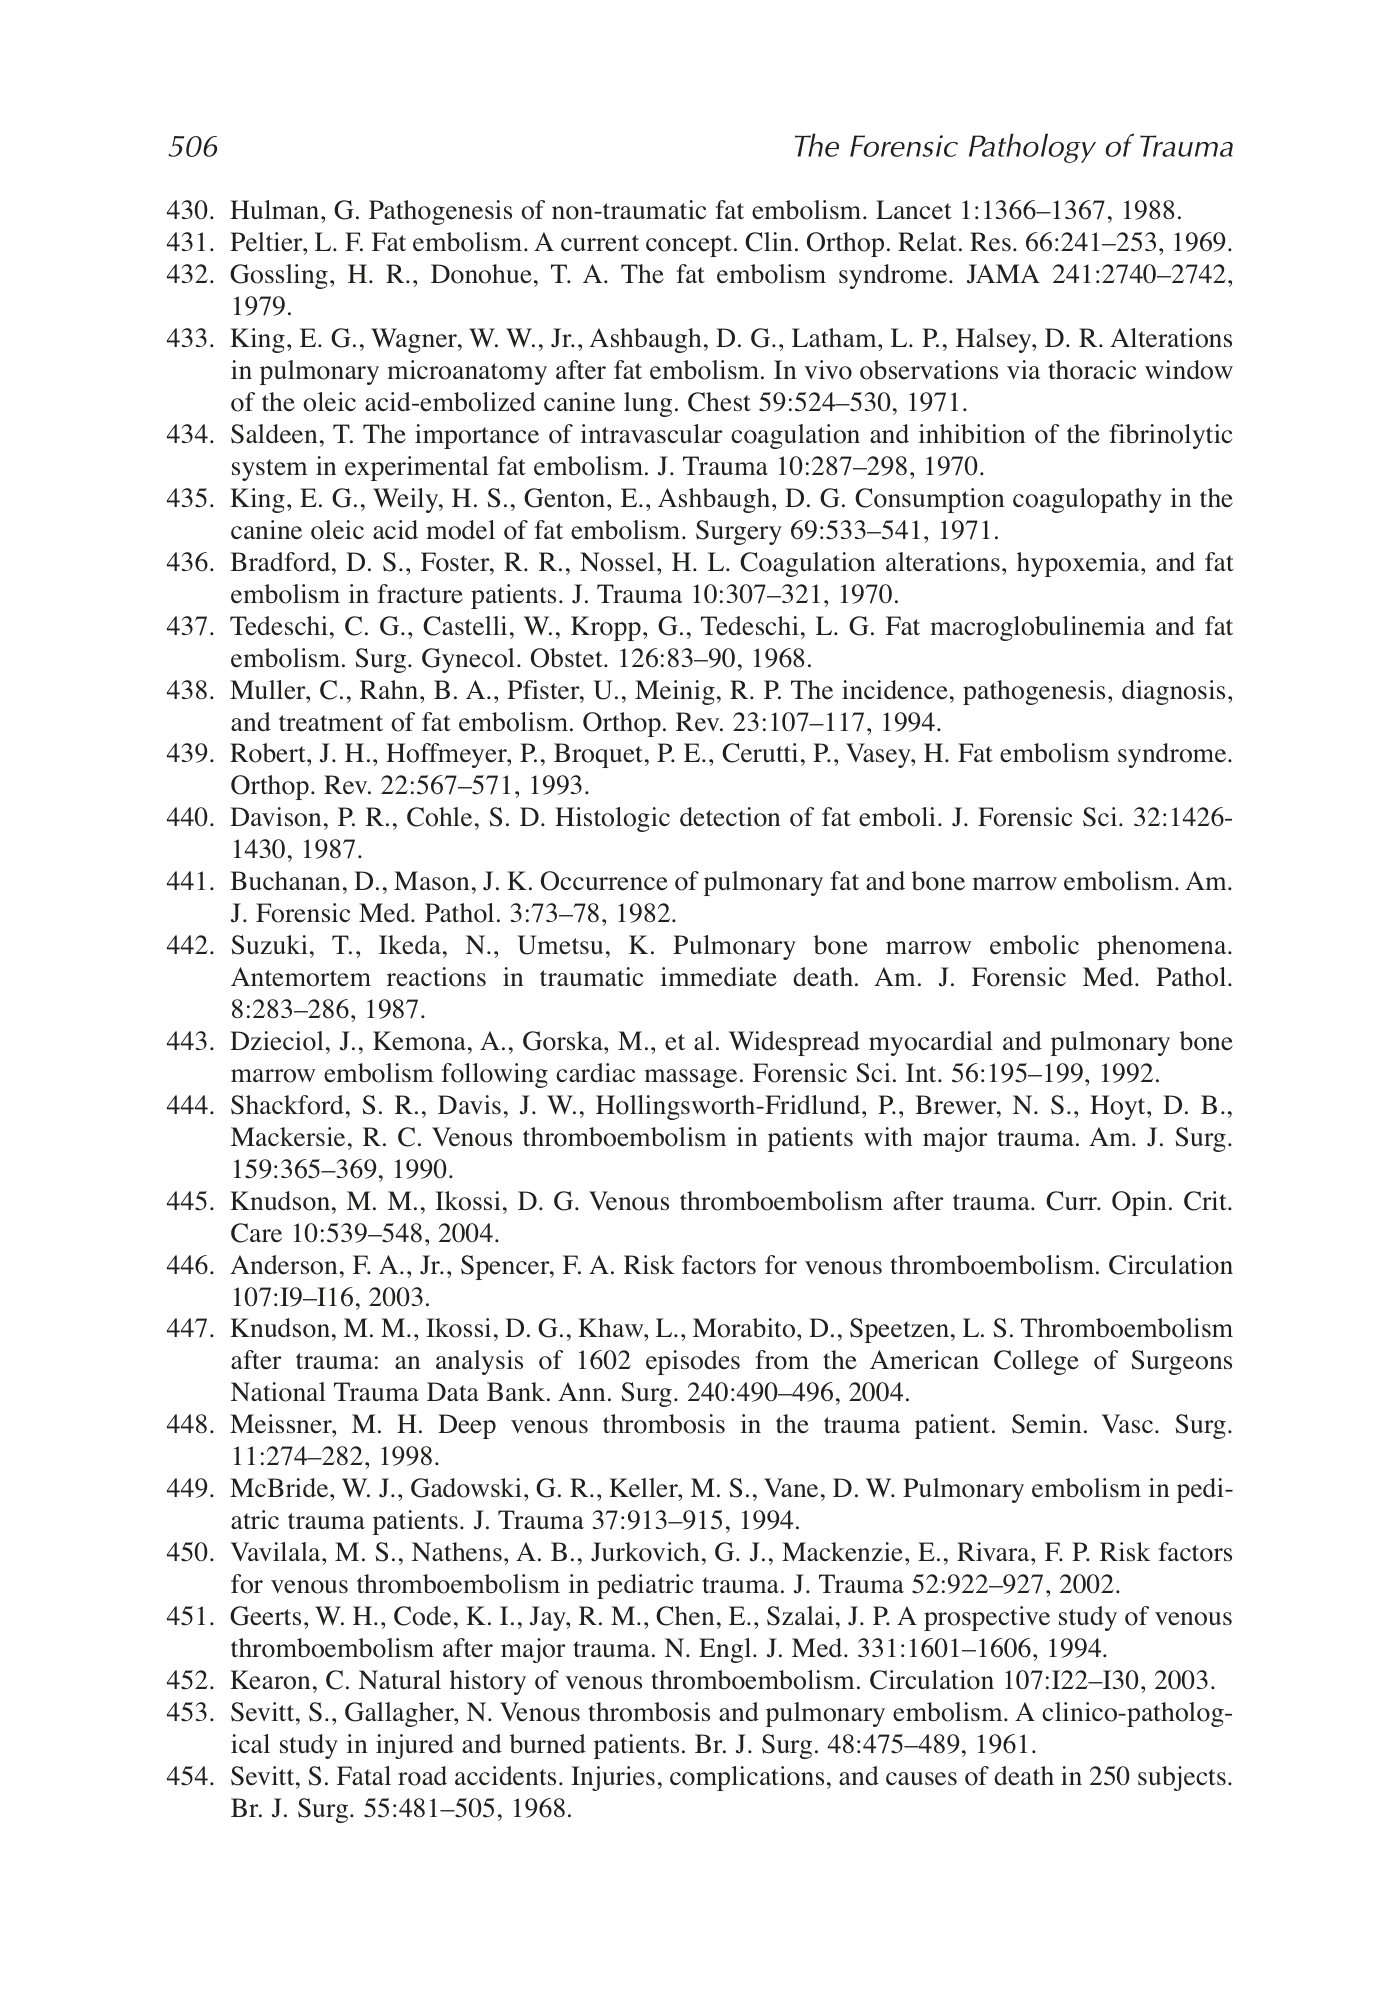 506 The Forensic Pathology of Trauma
430. Hulman, G. Pathogenesis of non-traumatic fat embolism. Lancet 1:1366–1367, 1988.
431. Peltier, L. F. Fat embolism. A current concept. Clin. Orthop. Relat. Res. 66:241–253, 1969.
432. Gossling, H. R., Donohue, T. A. The fat embolism syndrome. JAMA 241:2740–2742,
1979.
433. King, E. G., Wagner, W. W., Jr., Ashbaugh, D. G., Latham, L. P., Halsey, D. R. Alterations
in pulmonary microanatomy after fat embolism. In vivo observations via thoracic window
of the oleic acid-embolized canine lung. Chest 59:524–530, 1971.
434. Saldeen, T. The importance of intravascular coagulation and inhibition of the fibrinolytic
system in experimental fat embolism. J. Trauma 10:287–298, 1970.
435. King, E. G., Weily, H. S., Genton, E., Ashbaugh, D. G. Consumption coagulopathy in the
canine oleic acid model of fat embolism. Surgery 69:533–541, 1971.
436. Bradford, D. S., Foster, R. R., Nossel, H. L. Coagulation alterations, hypoxemia, and fat
embolism in fracture patients. J. Trauma 10:307–321, 1970.
437. Tedeschi, C. G., Castelli, W., Kropp, G., Tedeschi, L. G. Fat macroglobulinemia and fat
embolism. Surg. Gynecol. Obstet. 126:83–90, 1968.
438. Muller, C., Rahn, B. A., Pfister, U., Meinig, R. P. The incidence, pathogenesis, diagnosis,
and treatment of fat embolism. Orthop. Rev. 23:107–117, 1994.
439. Robert, J. H., Hoffmeyer, P., Broquet, P. E., Cerutti, P., Vasey, H. Fat embolism syndrome.
Orthop. Rev. 22:567–571, 1993.
440. Davison, P. R., Cohle, S. D. Histologic detection of fat emboli. J. Forensic Sci. 32:1426-
1430, 1987.
441. Buchanan, D., Mason, J. K. Occurrence of pulmonary fat and bone marrow embolism. Am.
J. Forensic Med. Pathol. 3:73–78, 1982.
442. Suzuki, T., Ikeda, N., Umetsu, K. Pulmonary bone marrow embolic phenomena.
Antemortem reactions in traumatic immediate death. Am. J. Forensic Med. Pathol.
8:283–286, 1987.
443. Dzieciol, J., Kemona, A., Gorska, M., et al. Widespread myocardial and pulmonary bone
marrow embolism following cardiac massage. Forensic Sci. Int. 56:195–199, 1992.
444. Shackford, S. R., Davis, J. W., Hollingsworth-Fridlund, P., Brewer, N. S., Hoyt, D. B.,
Mackersie, R. C. Venous thromboembolism in patients with major trauma. Am. J. Surg.
159:365–369, 1990.
445. Knudson, M. M., Ikossi, D. G. Venous thromboembolism after trauma. Curr. Opin. Crit.
Care 10:539–548, 2004.
446. Anderson, F. A., Jr., Spencer, F. A. Risk factors for venous thromboembolism. Circulation
107:I9–I16, 2003.
447. Knudson, M. M., Ikossi, D. G., Khaw, L., Morabito, D., Speetzen, L. S. Thromboembolism
after trauma: an analysis of 1602 episodes from the American College of Surgeons
National Trauma Data Bank. Ann. Surg. 240:490–496, 2004.
448. Meissner, M. H. Deep venous thrombosis in the trauma patient. Semin. Vasc. Surg.
11:274–282, 1998.
449. McBride, W. J., Gadowski, G. R., Keller, M. S., Vane, D. W. Pulmonary embolism in pedi-
atric trauma patients. J. Trauma 37:913–915, 1994.
450. Vavilala, M. S., Nathens, A. B., Jurkovich, G. J., Mackenzie, E., Rivara, F. P. Risk factors
for venous thromboembolism in pediatric trauma. J. Trauma 52:922–927, 2002.
451. Geerts, W. H., Code, K. I., Jay, R. M., Chen, E., Szalai, J. P. A prospective study of venous
thromboembolism after major trauma. N. Engl. J. Med. 331:1601–1606, 1994.
452. Kearon, C. Natural history of venous thromboembolism. Circulation 107:I22–I30, 2003.
453. Sevitt, S., Gallagher, N. Venous thrombosis and pulmonary embolism. A clinico-patholog-
ical study in injured and burned patients. Br. J. Surg. 48:475–489, 1961.
454. Sevitt, S. Fatal road accidents. Injuries, complications, and causes of death in 250 subjects.
Br. J. Surg. 55:481–505, 1968.